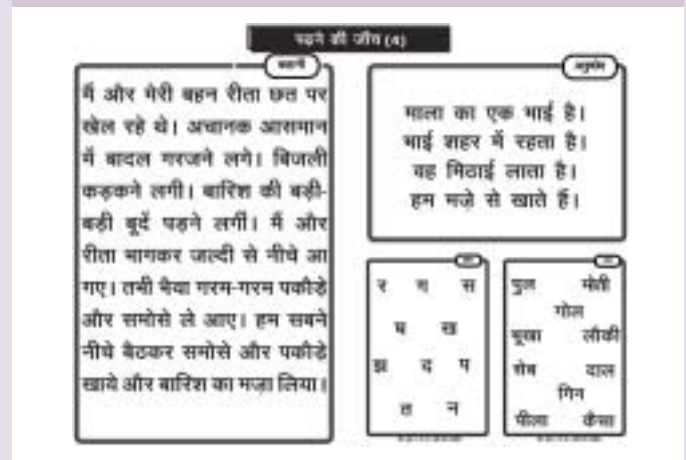 पढ़ने की जाँच (4)
कहानी
मैं और मेरी बहन रीता छत पर
खेल रहे थे। अचानक आसमान
में बादल गरजने लगे। बिजली
कड़कने लगी। बारिश की बड़ी-
बड़ी बूदें पड़ने लगीं। मैं और
रीता भागकर जल्दी से नीचे आ
गए। तभी भैया गरम-गरम पकौड़े
और समोसे ले आए। हम सबने
नीचे बैठकर समोसे और पकौड़े
खाये और बारिश का मज़ा लिया।
अनुच्छेद
माला का एक भाई है।
भाई शहर में रहता है।
वह मिठाई लाता है।
हम मज़े से खाते हैं।
र ग स
ख
झ द प
त न
पुल मोती
गोल
भूखा लौकी
सेब दाल
गिन
पीला कैसा